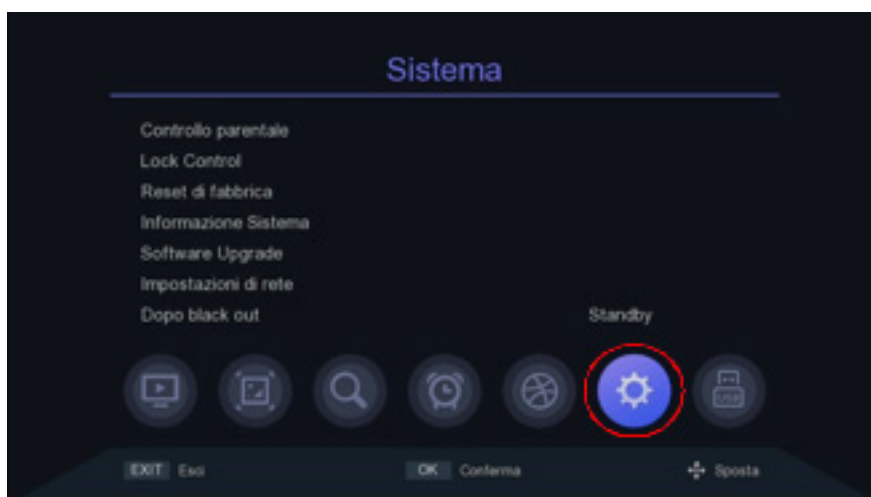 Sistema
Controllo parentale
Lock Control
Reset di fabbrica
Informazione Sistema
Software Upgrade
Impostazioni di rete
Dopo black out Standby
USB
EXIT Esci OK Conferma Sposta